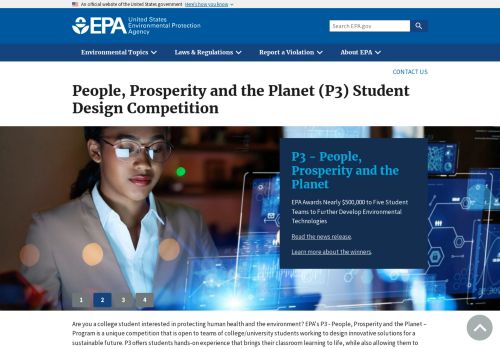 An official website of the United States government Here's how you know
EPA United States
Environmental Protection
Agency
Search EPA.gov
Environmental Topics Laws & Regulations Report a Violation About EPA
CONTACT US
People, Prosperity and the Planet (P3) Student
Design Competition
P3 - People,
Prosperity and the
Planet
EPA Awards Nearly $500,000 to Five Student
Teams to Further Develop Environmental
Technologies
Read the news release.
Learn more about the winners.
1 2 3 4
Are you a college student interested in protecting human health and the environment? EPA's P3 - People, Prosperity and the Planet –
Program is a unique competition that is open to teams of college/university students working to design innovative solutions for a
sustainable future. P3 offers students hands-on experience that brings their classroom learning to life, while also allowing them to